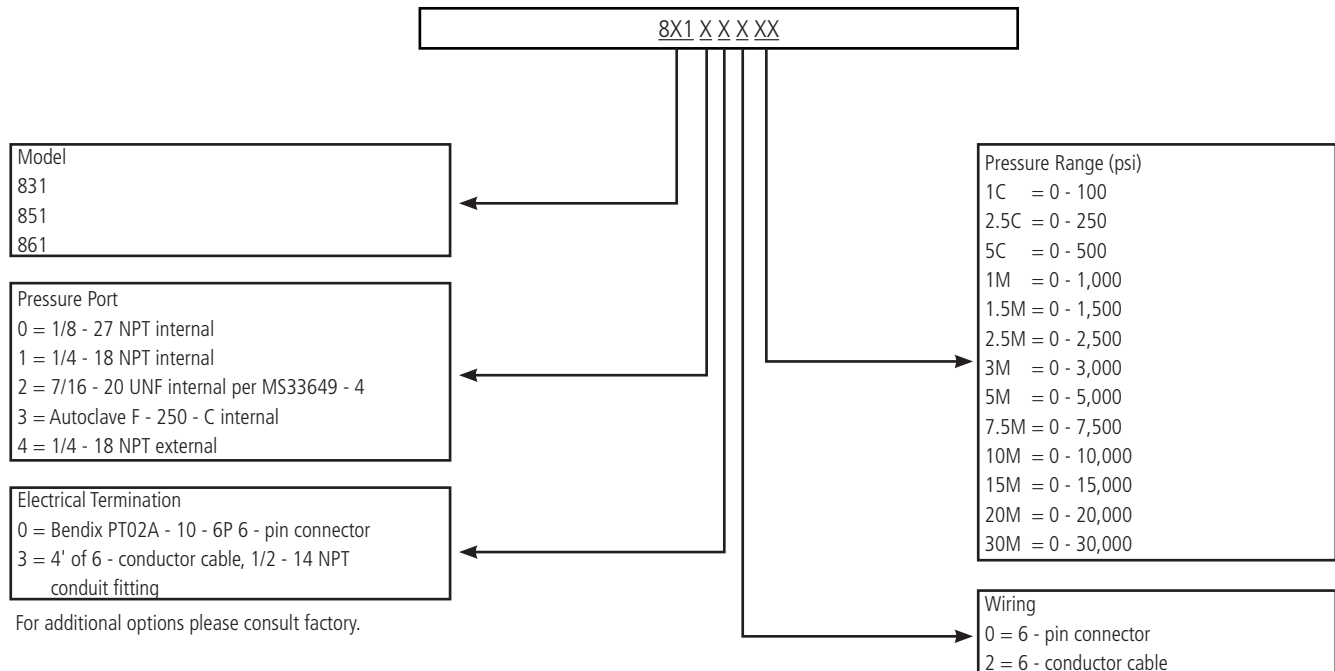 8X1 X X X XX
Model
831
851
861
Pressure Port
0 = 1/8 - 27 NPT internal
1 = 1/4 - 18 NPT internal
2 = 7/16 - 20 UNF internal per MS33649 - 4
3 = Autoclave F - 250 - C internal
4 = 1/4 - 18 NPT external
Electrical Termination
0 = Bendix PT02A - 10 - 6P 6 - pin connector
3 = 4' of 6 - conductor cable, 1/2 - 14 NPT
conduit fitting
For additional options please consult factory.
Pressure Range (psi)
1C = 0 - 100
2.5C = 0 - 250
5C = 0 - 500
1M = 0 - 1,000
1.5M = 0 - 1,500
2.5M = 0 - 2,500
3M = 0 - 3,000
5M = 0 - 5,000
7.5M = 0 - 7,500
10M = 0 - 10,000
15M = 0 - 15,000
20M = 0 - 20,000
30M = 0 - 30,000
Wiring
0 = 6 - pin connector
2 = 6 - conductor cable